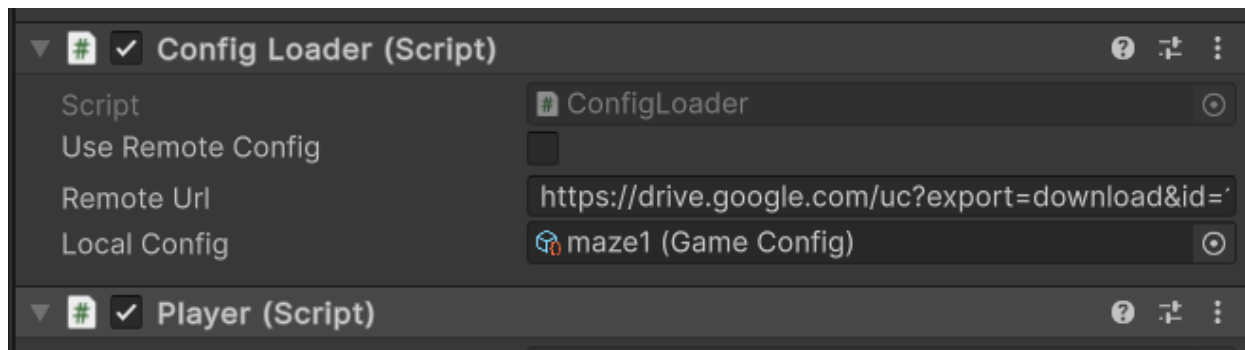 Config Loader (Script)
Script ConfigLoader
Use Remote Config
Remote Url https://drive.google.com/uc?export=download&id=
Local Config maze1 (Game Config)
Player (Script)